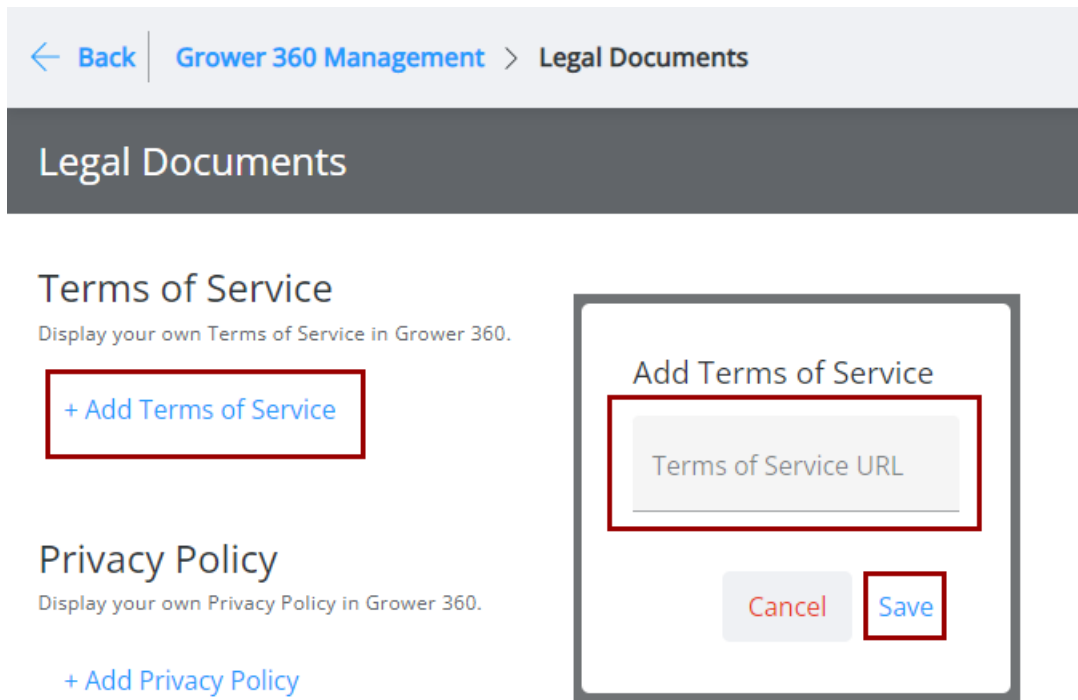 ← Back | Grower 360 Management > Legal Documents
Legal Documents
Terms of Service
Display your own Terms of Service in Grower 360.
+ Add Terms of Service
Privacy Policy
Display your own Privacy Policy in Grower 360.
+ Add Privacy Policy
Add Terms of Service
Terms of Service URL
Cancel Save